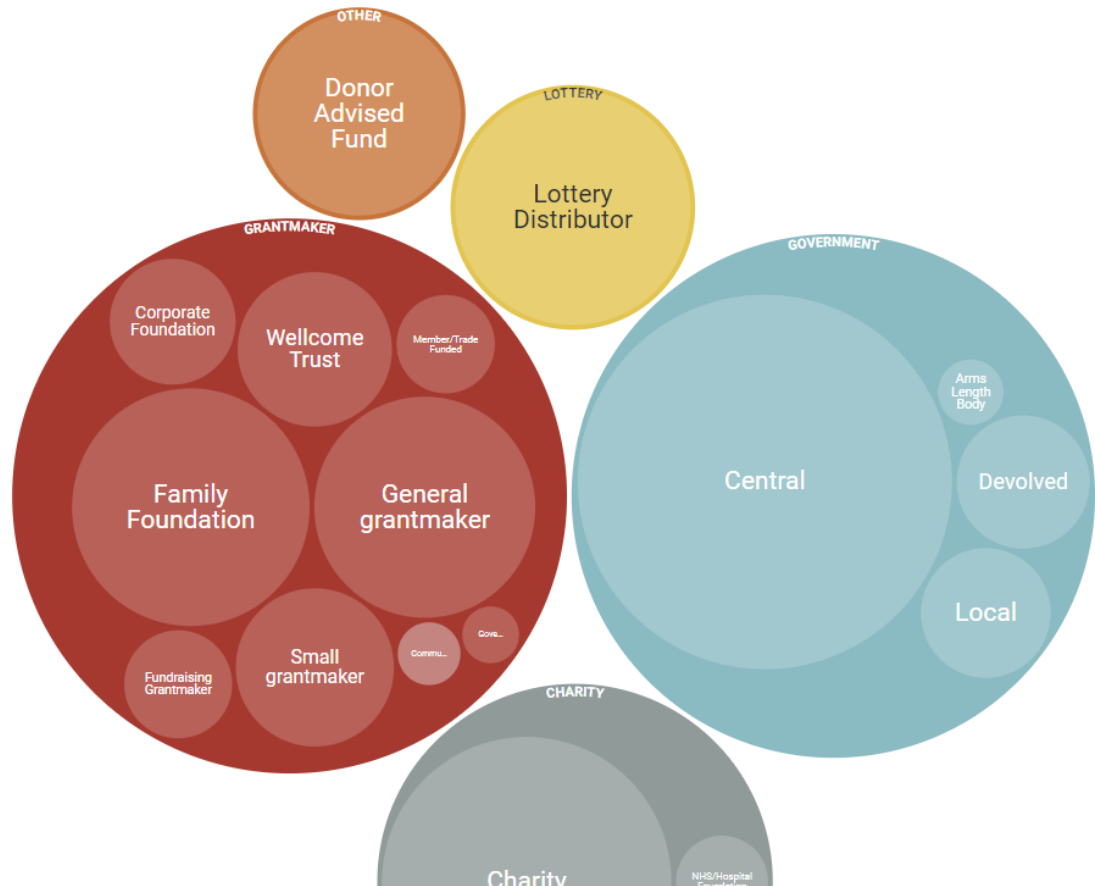 OTHER
Donor
Advised
Fund
LOTTERY
Lottery
Distributor
GRANTMAKER
Corporate
Foundation
Wellcome
Trust
Member/Trade
Funded
Family
Foundation
General
grantmaker
Fundraising
Grantmaker
Small
grantmaker
Commu...
Gove...
GOVERNMENT
Central
Arms
Length
Body
Devolved
Local
CHARITY
Charity
NHS/Hospital
Foundation